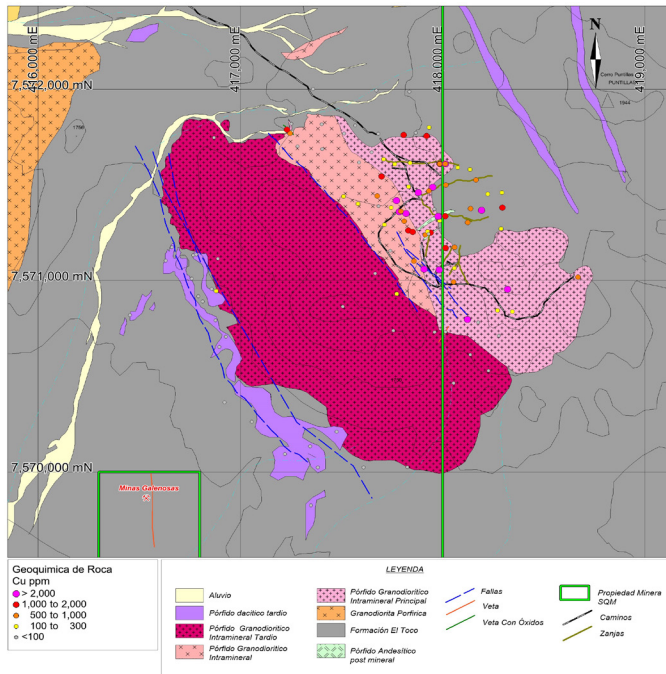 416,000 mE
417,000 mE
418,000 mE
419,000 mE
N
Cerro Puntillas
PUNTILLAS
1944
7,572,000 mN
1756
7,571,000 mN
7,570,000 mN
Minas Galenosas
Geoquimica de Roca
Cu ppm
> 2,000
1,000 to 2,000
500 to 1,000
100 to 300
<100
LEYENDA
Aluvio
Pórfido dacítico tardío
Pórfido Granodiorítico
Intramineral Tardío
Pórfido Granodiorítico
Intramineral
Pórfido Granodiorítico
Intramineral Principal
Granodiorita Porfírica
Formación El Toco
Pórfido Andesítico
post mineral
Fallas
Veta
Veta Con Óxidos
Propiedad Minera
SQM
Caminos
Zanjas